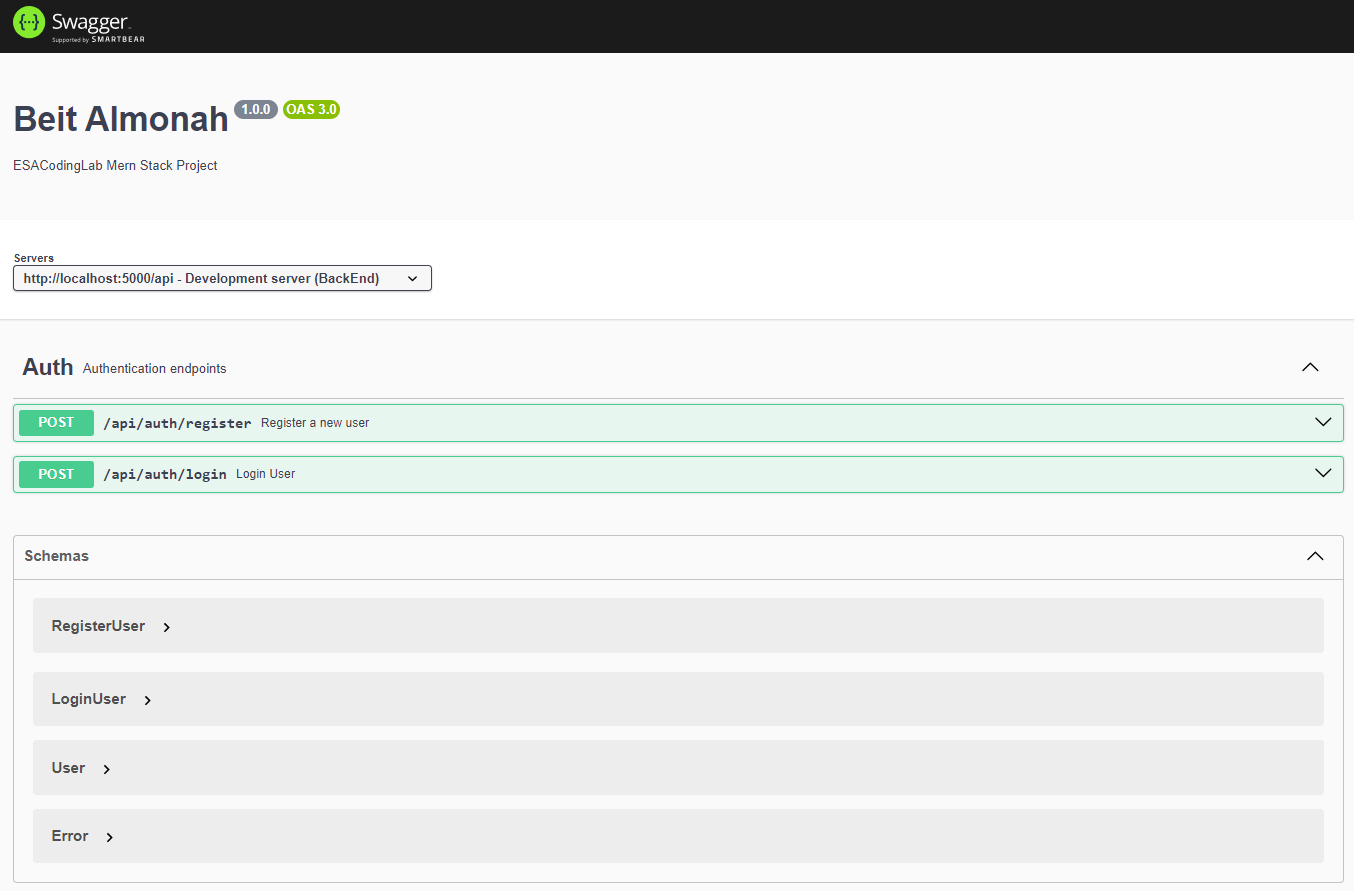 {···} Swagger
Supported by SMARTBEAR
Beit Almonah 1.0.0 OAS 3.0
ESACodingLab Mern Stack Project
Servers
http://localhost:5000/api - Development server (BackEnd)
Auth Authentication endpoints
POST /api/auth/register Register a new user
POST /api/auth/login Login User
Schemas
RegisterUser
LoginUser
User
Error